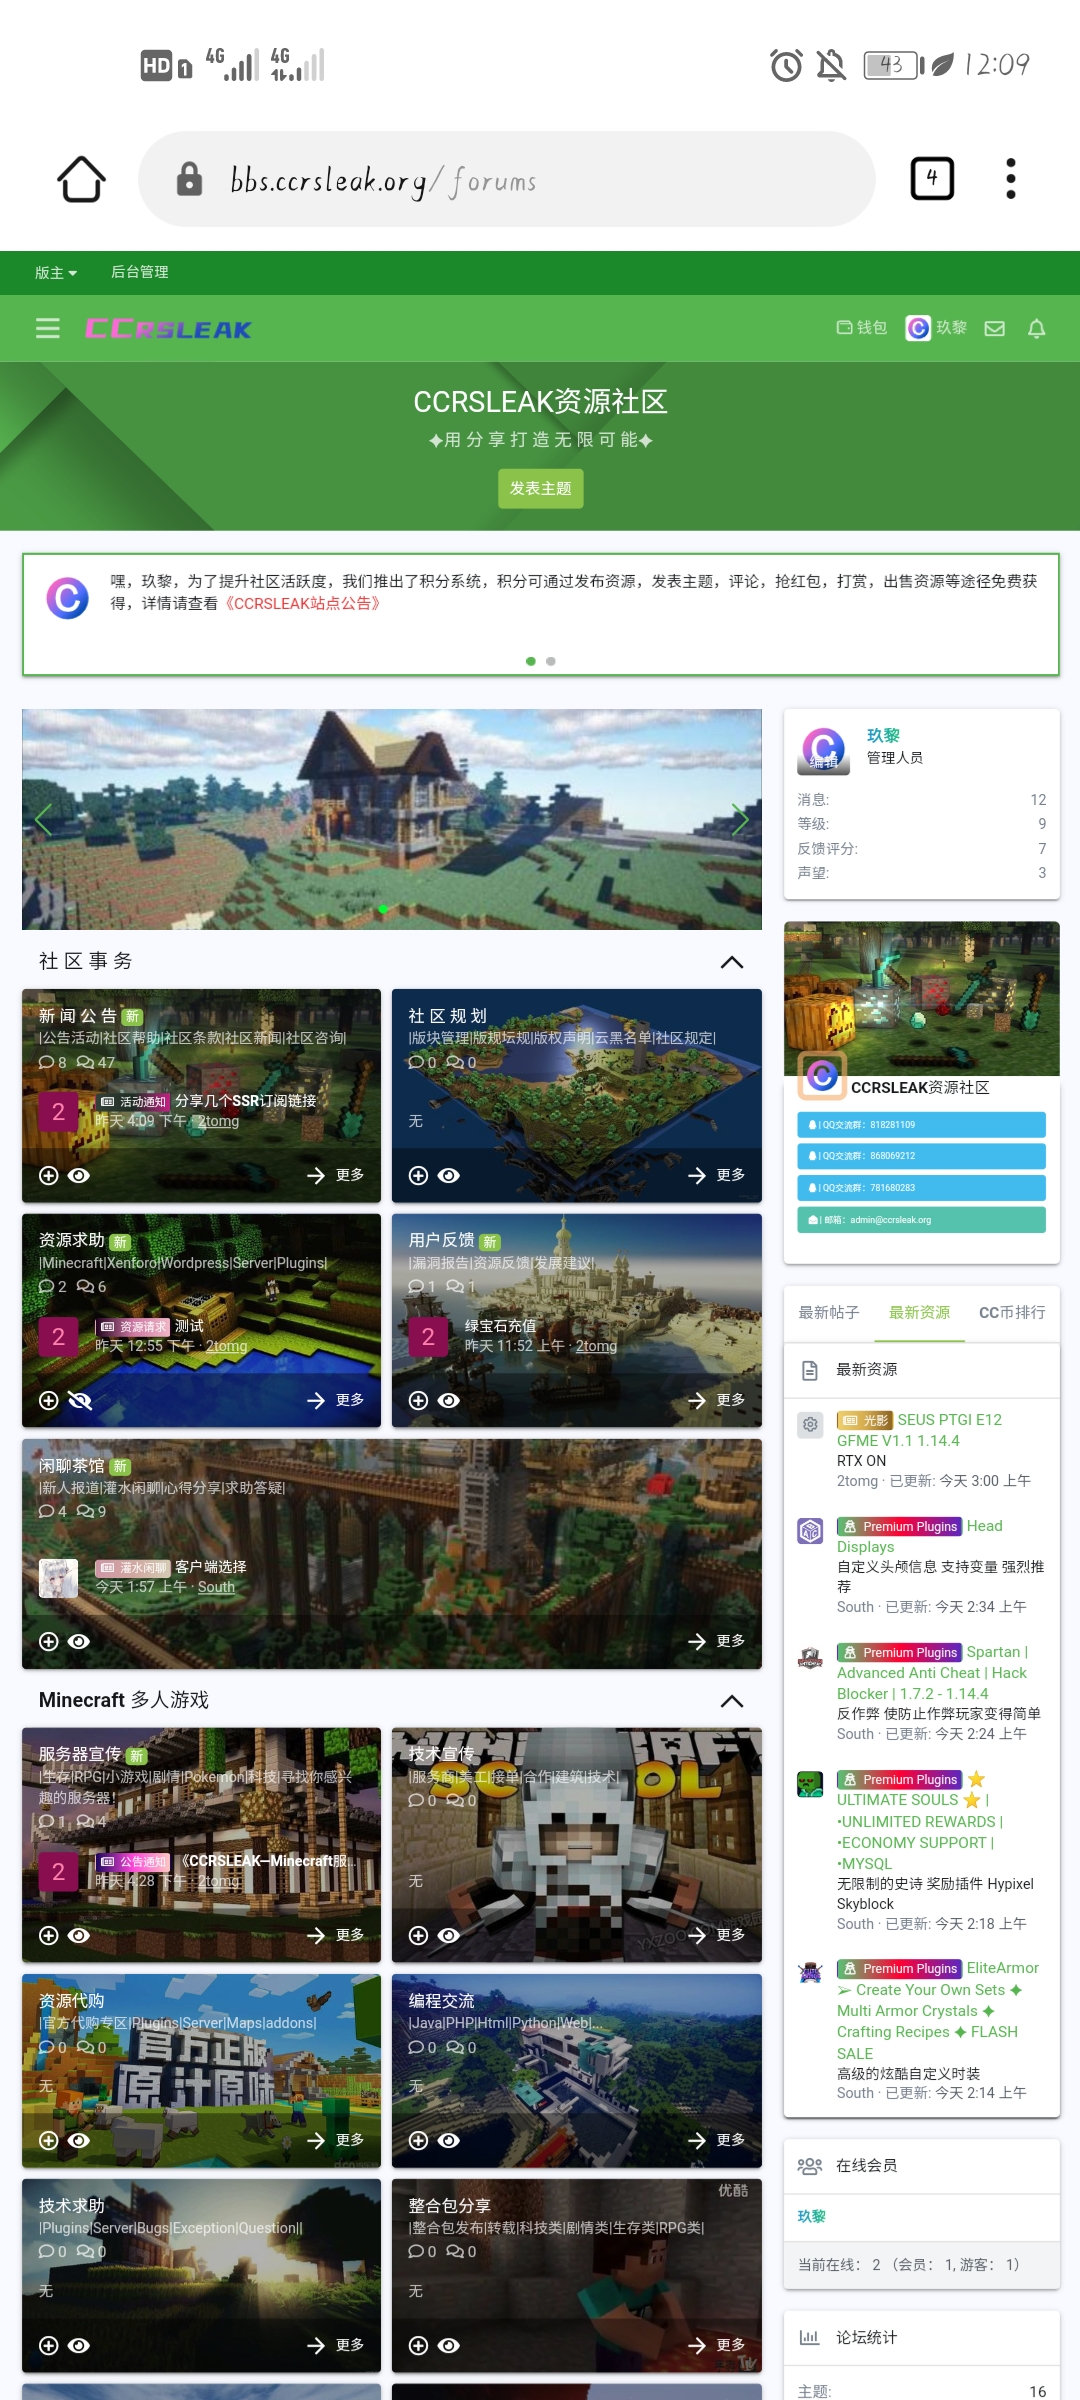 HD 1 4G 4G 43 12:09
bbs.ccrsleak.org/forums
4
版主 后台管理
CCRSLEAK 钱包 玖黎
CCRSLEAK资源社区
✦用分享打造无限可能✦
发表主题
嘿，玖黎，为了提升社区活跃度，我们推出了积分系统，积分可通过发布资源，发表主题，评论，抢红包，打赏，出售资源等途径免费获
得，详情请查看《CCRSLEAK站点公告》
社区事务
新闻公告 新
|公告活动|社区帮助|社区条款|社区新闻|社区咨询|
8 47
2 活动通知 分享几个SSR订阅链接
昨天 4:09 下午 · 2tomg
更多
社区规划
|版块管理|版规坛规|版权声明|云黑名单|社区规定|
0 0
无
更多
资源求助 新
|Minecraft|Xenforo|Wordpress|Server|Plugins|
2 6
2 资源请求 测试
昨天 12:55 下午 · 2tomg
更多
用户反馈 新
|漏洞报告|资源反馈|发展建议|
1 1
2 绿宝石充值
昨天 11:52 上午 · 2tomg
更多
闲聊茶馆 新
|新人报道|灌水闲聊|心得分享|求助答疑|
4 9
灌水闲聊 客户端选择
今天 1:57 上午 · South
更多
Minecraft 多人游戏
服务器宣传 新
|生存|RPG|小游戏|剧情|Pokemon|科技|寻找你感兴
趣的服务器！
1 4
2 公告通知 《CCRSLEAK—Minecraft服...
昨天 4:28 下午 · 2tomg
更多
技术宣传
|服务商|美工|接单|合作|建筑|技术|
0 0
无
更多
资源代购
|官方代购专区|Plugins|Server|Maps|addons|
0 0
官方正版
原汁原味
无
更多
编程交流
|Java|PHP|Html|Python|Web|...
0 0
无
更多
技术求助
|Plugins|Server|Bugs|Exception|Question||
0 0
无
更多
优酷
整合包分享
|整合包发布|转载|科技类|剧情类|生存类|RPG类|
0 0
无
更多
编辑
玖黎
管理人员
消息: 12
等级: 9
反馈评分: 7
声望: 3
CCRSLEAK资源社区
| QQ交流群：818281109
| QQ交流群：868069212
| QQ交流群：781680283
| 邮箱：admin@ccrsleak.org
最新帖子 最新资源 CC币排行
最新资源
光影 SEUS PTGI E12
GFME V1.1 1.14.4
RTX ON
2tomg · 已更新: 今天 3:00 上午
Premium Plugins Head
Displays
自定义头颅信息 支持变量 强烈推
荐
South · 已更新: 今天 2:34 上午
Premium Plugins Spartan |
Advanced Anti Cheat | Hack
Blocker | 1.7.2 - 1.14.4
反作弊 使防止作弊玩家变得简单
South · 已更新: 今天 2:24 上午
Premium Plugins ⭐
ULTIMATE SOULS ⭐ |
•UNLIMITED REWARDS |
•ECONOMY SUPPORT |
•MYSQL
无限制的史诗 奖励插件 Hypixel
Skyblock
South · 已更新: 今天 2:18 上午
Premium Plugins EliteArmor
➢ Create Your Own Sets ✦
Multi Armor Crystals ✦
Crafting Recipes ✦ FLASH
SALE
高级的炫酷自定义时装
South · 已更新: 今天 2:14 上午
在线会员
玖黎
当前在线： 2 （会员： 1, 游客： 1）
论坛统计
主题: 16